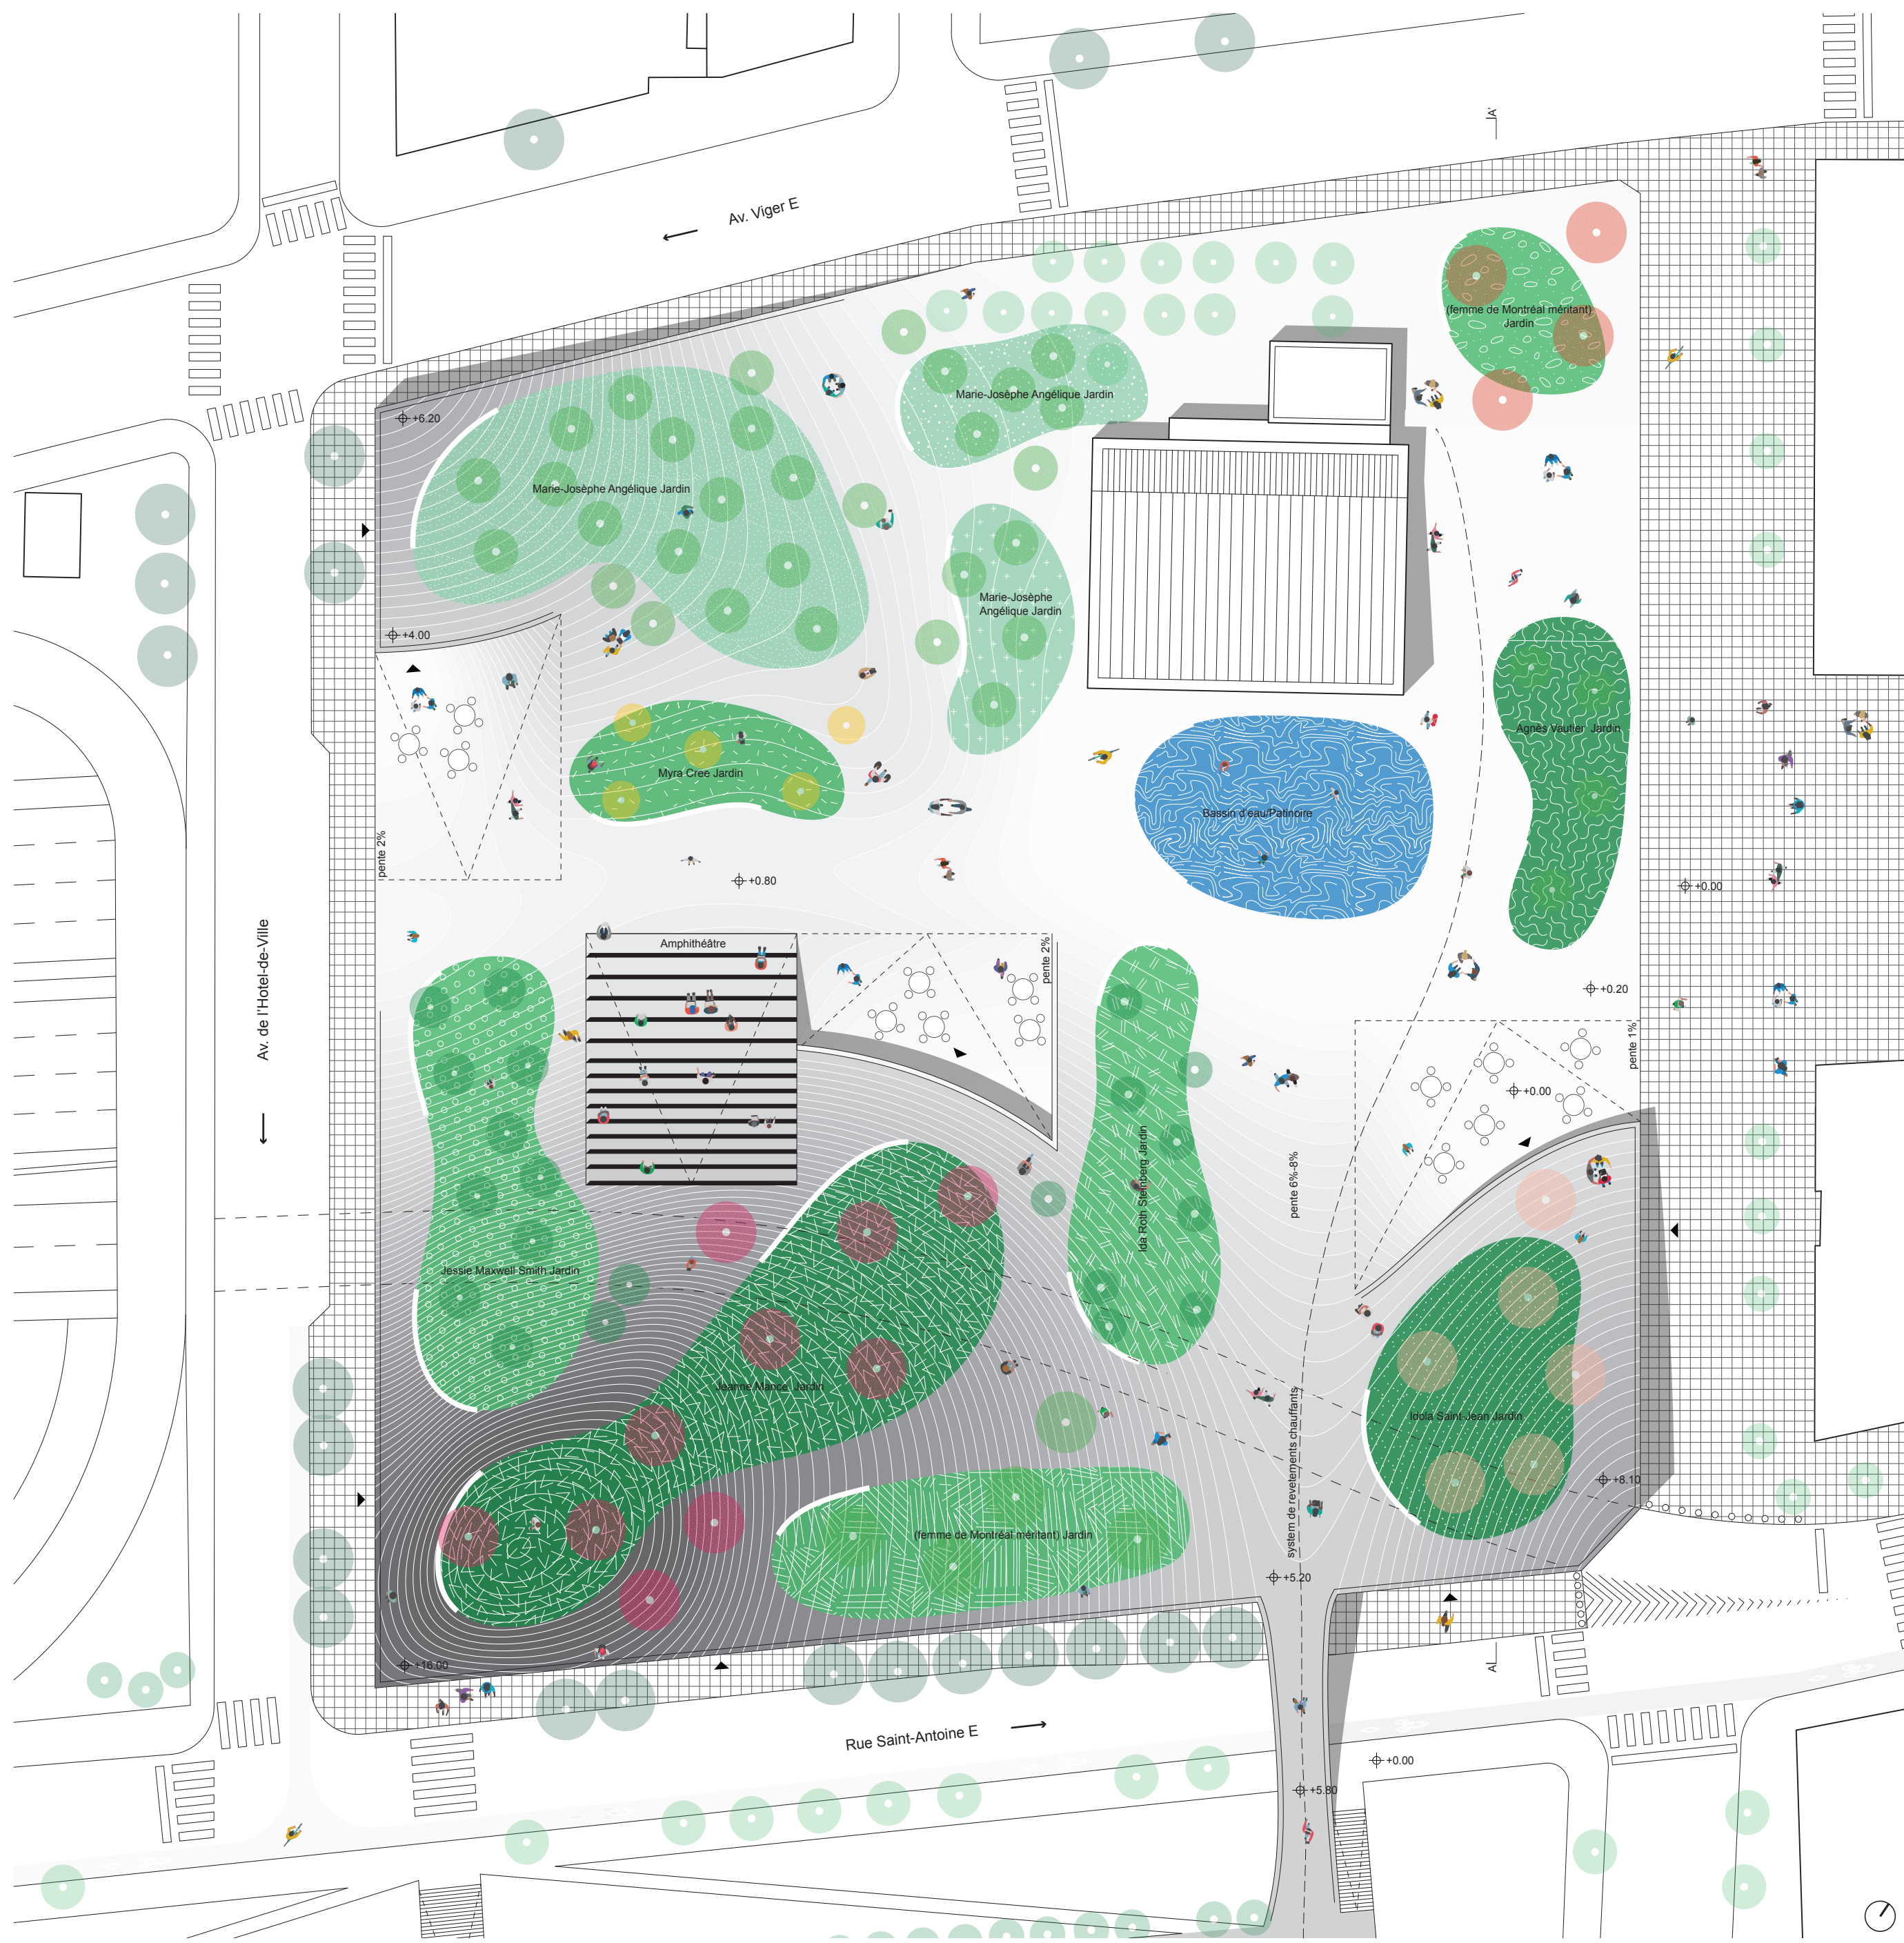 A'
Av. Viger E
(femme de Montréal méritant)
Jardin
Marie-Josèphe Angélique Jardin
+6.20
Marie-Josèphe Angélique Jardin
Marie-Josèphe
Angélique Jardin
+4.00
Agnès Vautier Jardin
Myra Cree Jardin
Bassin d'eau/Patinoire
pente 2%
+0.80
+0.00
Amphithéâtre
pente 2%
+0.20
Av. de l'Hotel-de-Ville
pente 1%
+0.00
Ida Roth Steinberg Jardin
pente 6%-8%
Jessie Maxwell Smith Jardin
Jeanne Mance Jardin
Idola Saint-Jean Jardin
system de revetements chauffants
+8.10
(femme de Montréal méritant) Jardin
+5.20
+16.00
A
Rue Saint-Antoine E
+0.00
+5.80